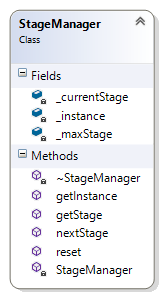 StageManager
Class
Fields
_currentStage
_instance
_maxStage
Methods
~StageManager
getInstance
getStage
nextStage
reset
StageManager